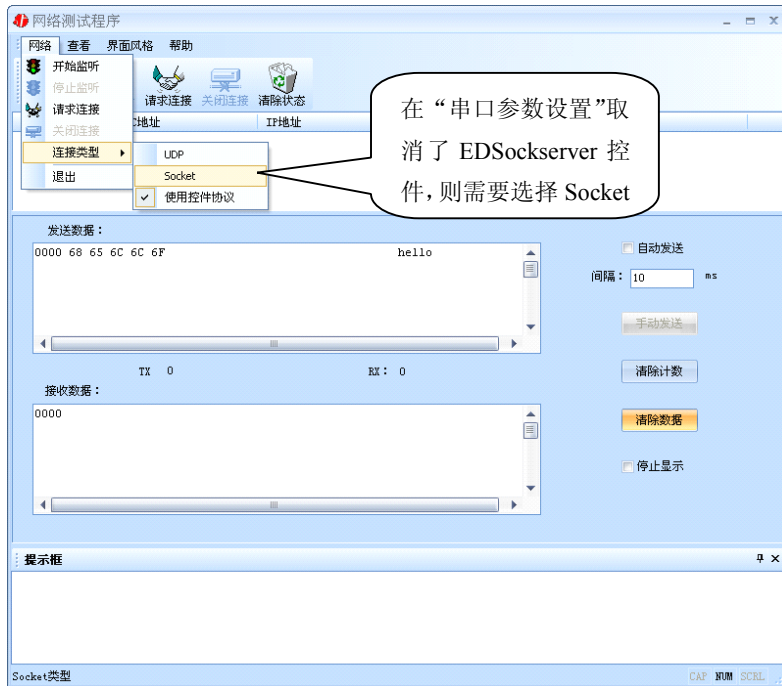 网络测试程序
网络 查看 界面风格 帮助
开始监听
停止监听
请求连接
关闭连接
连接类型
退出
请求连接 关闭连接 清除状态
C地址 IP地址
UDP
Socket
使用控件协议
在“串口参数设置”取
消了 EDSockserver 控
件,则需要选择 Socket
发送数据:
0000 68 65 6C 6C 6F hello
自动发送
间隔: 10 ms
手动发送
TX 0 RX: 0
清除计数
接收数据:
0000
清除数据
停止显示
提示框
Socket类型
CAP NUM SCRL